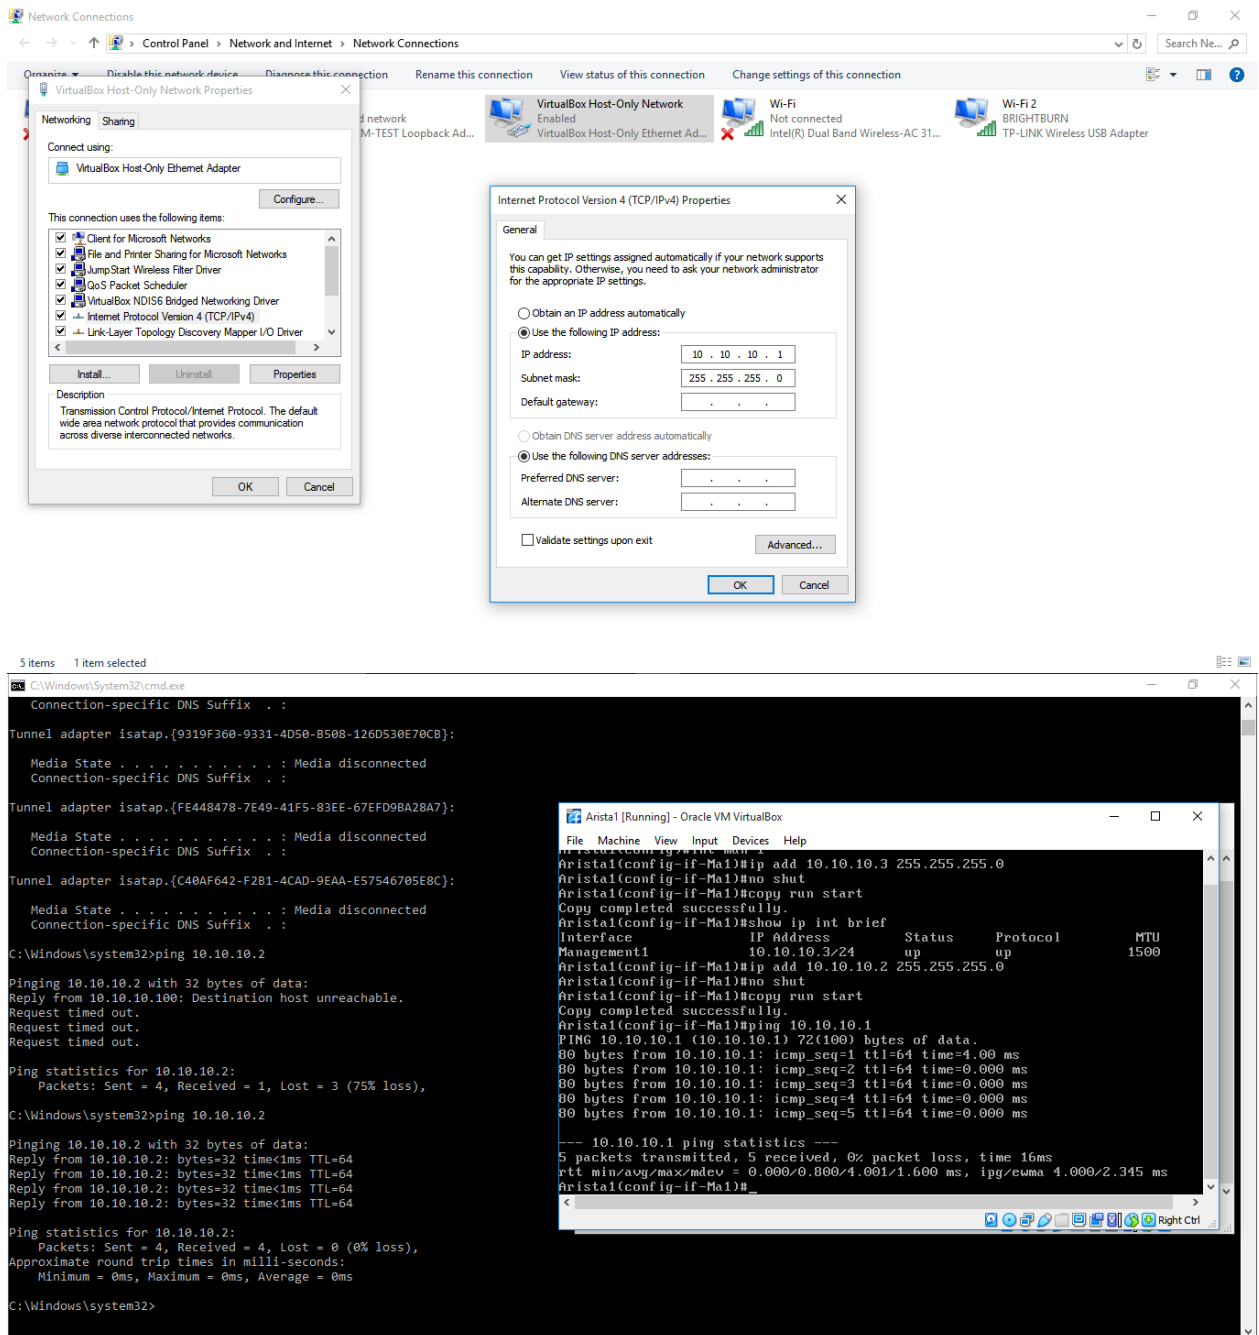 Network Connections
Control Panel > Network and Internet > Network Connections
Search Ne...
Organize Disable this network device Diagnose this connection Rename this connection View status of this connection Change settings of this connection
VirtualBox Host-Only Network Properties
Networking Sharing
Connect using:
VirtualBox Host-Only Ethernet Adapter
Configure...
This connection uses the following items:
Client for Microsoft Networks
File and Printer Sharing for Microsoft Networks
JumpStart Wireless Filter Driver
QoS Packet Scheduler
VirtualBox NDIS6 Bridged Networking Driver
Internet Protocol Version 4 (TCP/IPv4)
Link-Layer Topology Discovery Mapper I/O Driver
Install... Uninstall Properties
Description
Transmission Control Protocol/Internet Protocol. The default
wide area network protocol that provides communication
across diverse interconnected networks.
OK Cancel
d network
M-TEST Loopback Ad...
VirtualBox Host-Only Network
Enabled
VirtualBox Host-Only Ethernet Ad...
Wi-Fi
Not connected
Intel(R) Dual Band Wireless-AC 31...
Wi-Fi 2
BRIGHTBURN
TP-LINK Wireless USB Adapter
Internet Protocol Version 4 (TCP/IPv4) Properties
General
You can get IP settings assigned automatically if your network supports
this capability. Otherwise, you need to ask your network administrator
for the appropriate IP settings.
Obtain an IP address automatically
Use the following IP address:
IP address: 10 . 10 . 10 . 1
Subnet mask: 255 . 255 . 255 . 0
Default gateway: . . .
Obtain DNS server address automatically
Use the following DNS server addresses:
Preferred DNS server: . . .
Alternate DNS server: . . .
Validate settings upon exit
Advanced...
OK Cancel
5 items 1 item selected
C:\Windows\System32\cmd.exe
Connection-specific DNS Suffix . :
Tunnel adapter isatap.{9319F360-9331-4D50-B508-126D530E70CB}:
Media State . . . . . . . . . . . : Media disconnected
Connection-specific DNS Suffix . :
Tunnel adapter isatap.{FE448478-7E49-41F5-83EE-67EFD9BA28A7}:
Media State . . . . . . . . . . . : Media disconnected
Connection-specific DNS Suffix . :
Tunnel adapter isatap.{C40AF642-F2B1-4CAD-9EAA-E57546705E8C}:
Media State . . . . . . . . . . . : Media disconnected
Connection-specific DNS Suffix . :
C:\Windows\system32>ping 10.10.10.2
Pinging 10.10.10.2 with 32 bytes of data:
Reply from 10.10.10.100: Destination host unreachable.
Request timed out.
Request timed out.
Request timed out.
Ping statistics for 10.10.10.2:
Packets: Sent = 4, Received = 1, Lost = 3 (75% loss),
C:\Windows\system32>ping 10.10.10.2
Pinging 10.10.10.2 with 32 bytes of data:
Reply from 10.10.10.2: bytes=32 time<1ms TTL=64
Reply from 10.10.10.2: bytes=32 time<1ms TTL=64
Reply from 10.10.10.2: bytes=32 time<1ms TTL=64
Reply from 10.10.10.2: bytes=32 time<1ms TTL=64
Ping statistics for 10.10.10.2:
Packets: Sent = 4, Received = 4, Lost = 0 (0% loss),
Approximate round trip times in milli-seconds:
Minimum = 0ms, Maximum = 0ms, Average = 0ms
C:\Windows\system32>
Arista1 [Running] - Oracle VM VirtualBox
File Machine View Input Devices Help
Arista1(config)#int man 1
Arista1(config-if-Ma1)#ip add 10.10.10.3 255.255.255.0
Arista1(config-if-Ma1)#no shut
Arista1(config-if-Ma1)#copy run start
Copy completed successfully.
Arista1(config-if-Ma1)#show ip int brief
Interface IP Address Status Protocol MTU
Management1 10.10.10.3/24 up up 1500
Arista1(config-if-Ma1)#ip add 10.10.10.2 255.255.255.0
Arista1(config-if-Ma1)#no shut
Arista1(config-if-Ma1)#copy run start
Copy completed successfully.
Arista1(config-if-Ma1)#ping 10.10.10.1
PING 10.10.10.1 (10.10.10.1) 72(100) bytes of data.
80 bytes from 10.10.10.1: icmp_seq=1 ttl=64 time=4.00 ms
80 bytes from 10.10.10.1: icmp_seq=2 ttl=64 time=0.000 ms
80 bytes from 10.10.10.1: icmp_seq=3 ttl=64 time=0.000 ms
80 bytes from 10.10.10.1: icmp_seq=4 ttl=64 time=0.000 ms
80 bytes from 10.10.10.1: icmp_seq=5 ttl=64 time=0.000 ms
--- 10.10.10.1 ping statistics ---
5 packets transmitted, 5 received, 0% packet loss, time 16ms
rtt min/avg/max/mdev = 0.000/0.800/4.001/1.600 ms, ipg/ewma 4.000/2.345 ms
Arista1(config-if-Ma1)#_
Right Ctrl